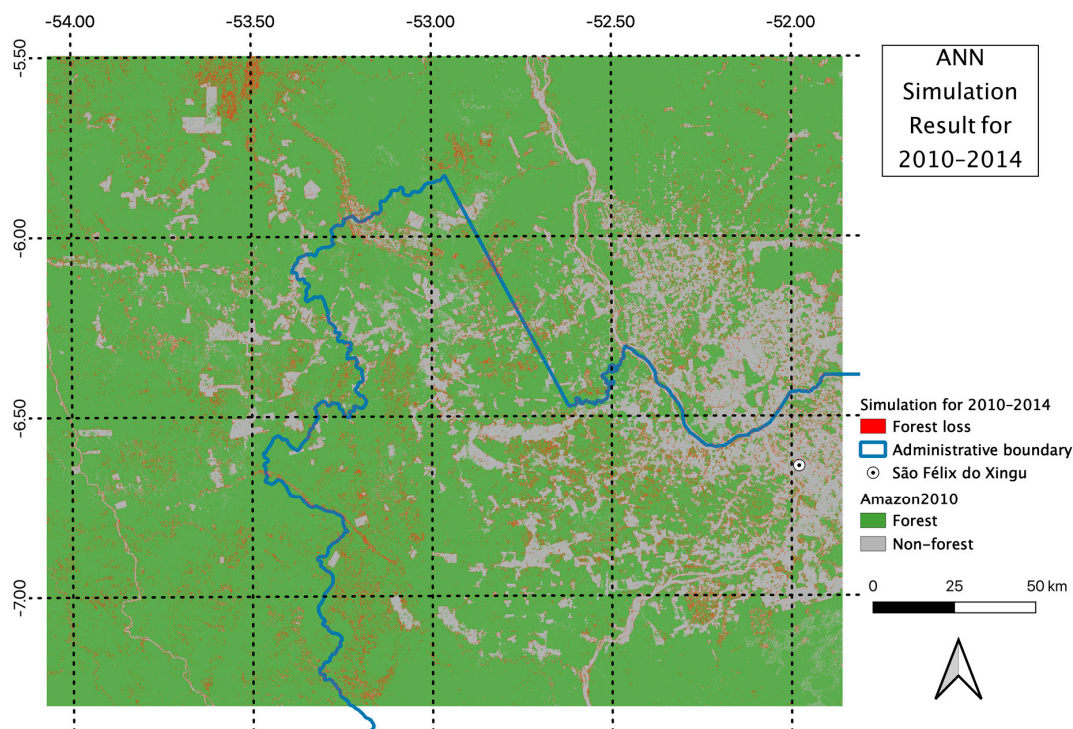 -54.00
-53.50
-53.00
-52.50
-52.00
-5.50
-6.00
-6.50
-7.00
ANN
Simulation
Result for
2010–2014
Simulation for 2010–2014
Forest loss
Administrative boundary
São Félix do Xingu
Amazon2010
Forest
Non-forest
0 25 50 km